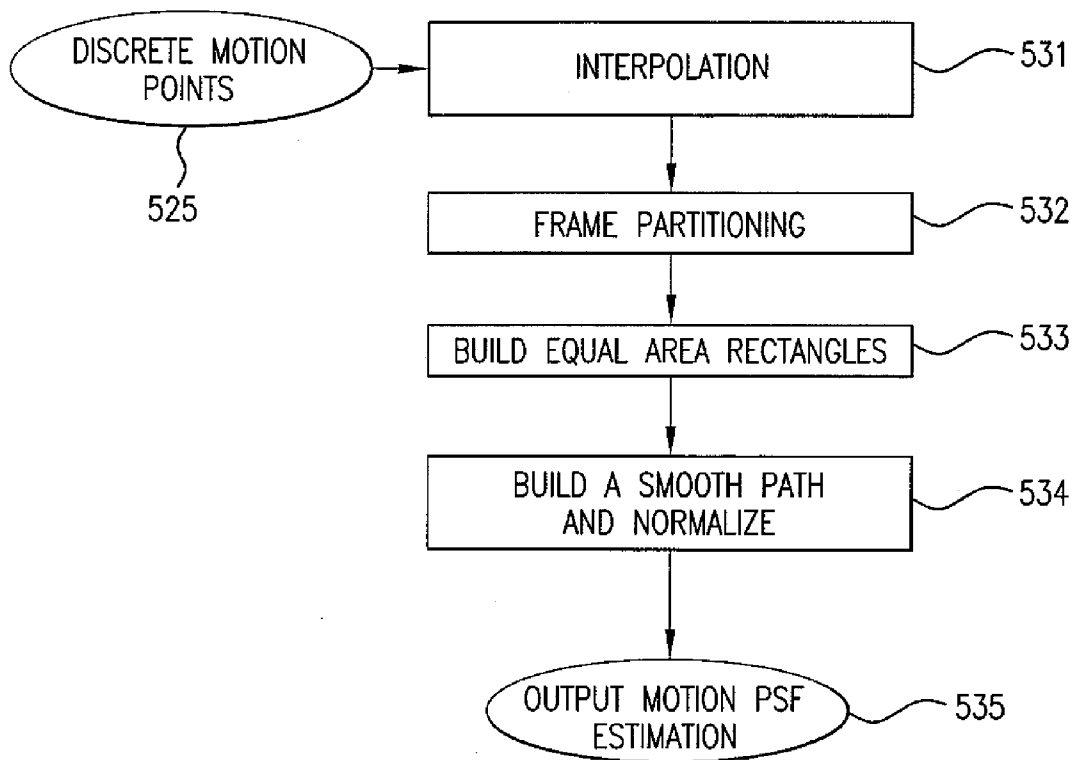 DISCRETE MOTION
POINTS
525
INTERPOLATION
531
FRAME PARTITIONING
532
BUILD EQUAL AREA RECTANGLES
533
BUILD A SMOOTH PATH
AND NORMALIZE
534
OUTPUT MOTION PSF
ESTIMATION
535